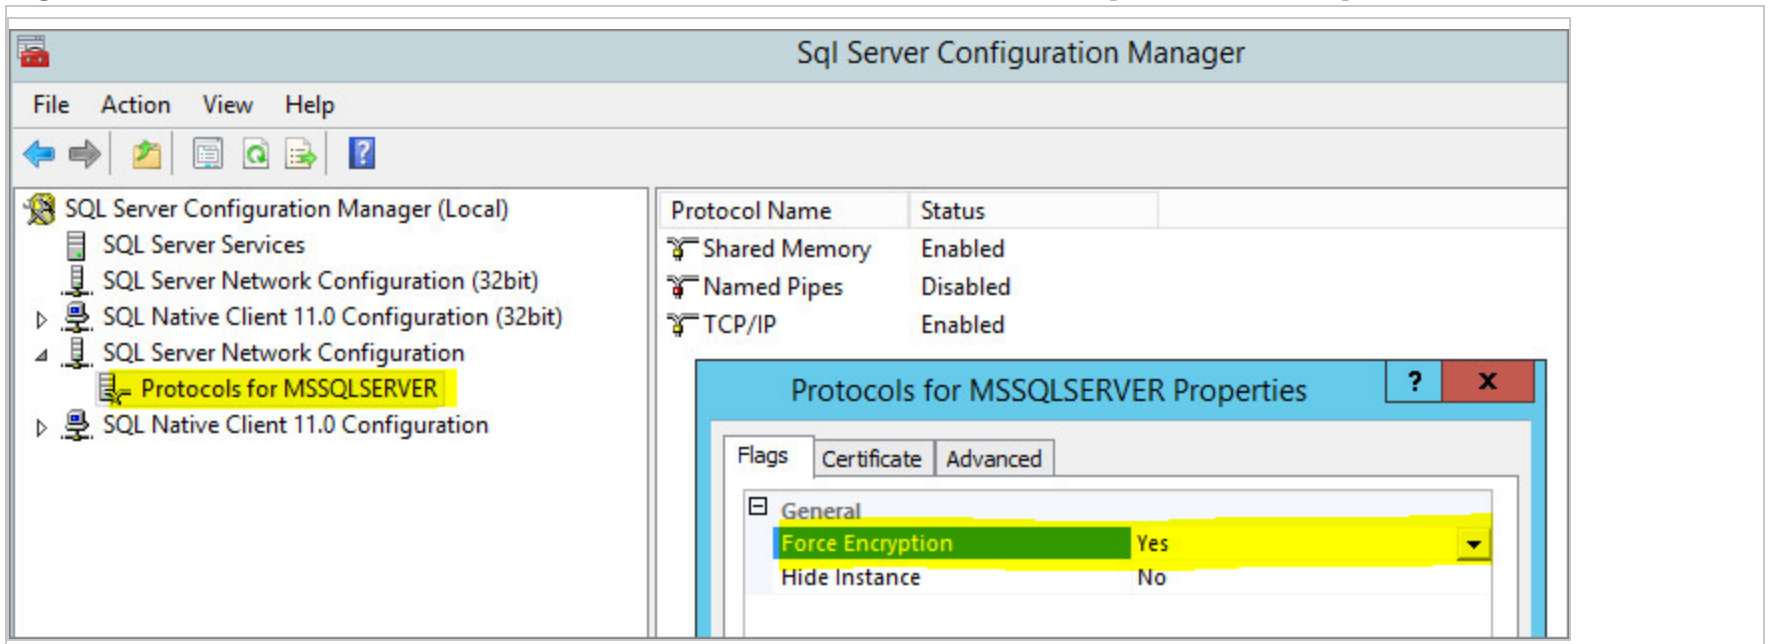 Sql Server Configuration Manager
File Action View Help
SQL Server Configuration Manager (Local)
SQL Server Services
SQL Server Network Configuration (32bit)
SQL Native Client 11.0 Configuration (32bit)
SQL Server Network Configuration
Protocols for MSSQLSERVER
SQL Native Client 11.0 Configuration
Protocol Name Status
Shared Memory Enabled
Named Pipes Disabled
TCP/IP Enabled
Protocols for MSSQLSERVER Properties
? x
Flags Certificate Advanced
General
Force Encryption Yes
Hide Instance No